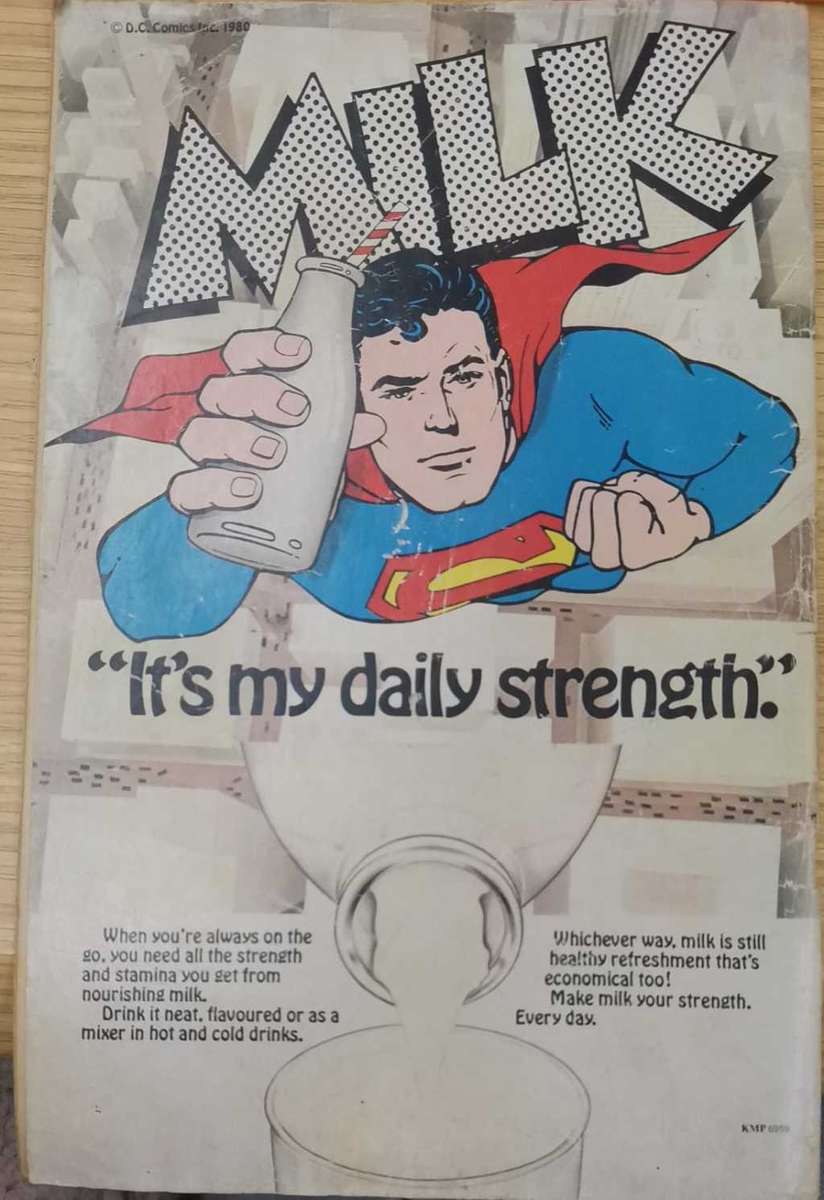 © D.C. Comics Inc. 1980
MILK
“It's my daily strength.”
When you're always on the
go, you need all the strength
and stamina you get from
nourishing milk.
Drink it neat, flavoured or as a
mixer in hot and cold drinks.
Whichever way, milk is still
healthy refreshment that's
economical too!
Make milk your strength.
Every day.
KMP